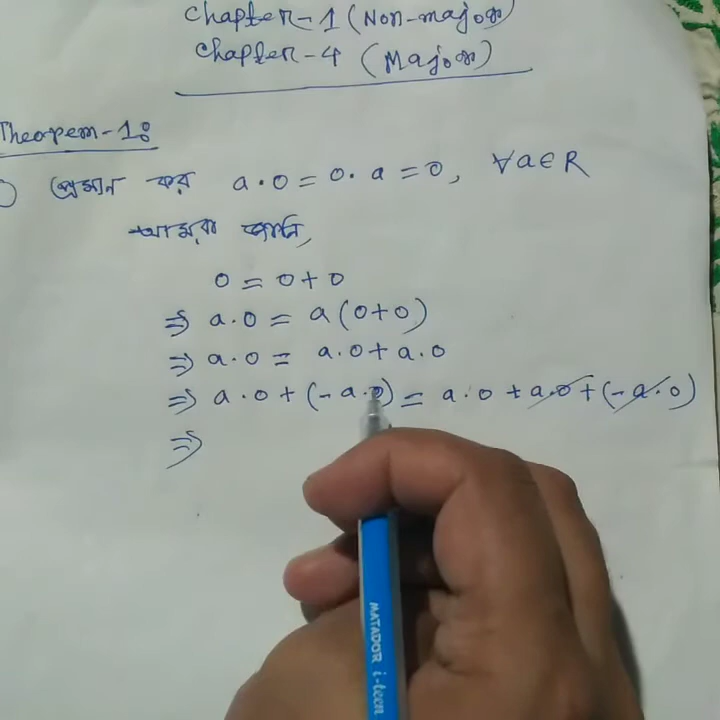 Chapter-1 (Non-major)
Chapter-4 (Major)
Theorem-1:
প্রমান কর a·0 = 0·a = 0, ∀a∈R
আমরা জানি,
0 = 0+0
⇒ a·0 = a(0+0)
⇒ a·0 = a·0+a·0
⇒ a·0+(-a·0) = a·0+a·0+(-a·0)
⇒
MATADOR i-teen